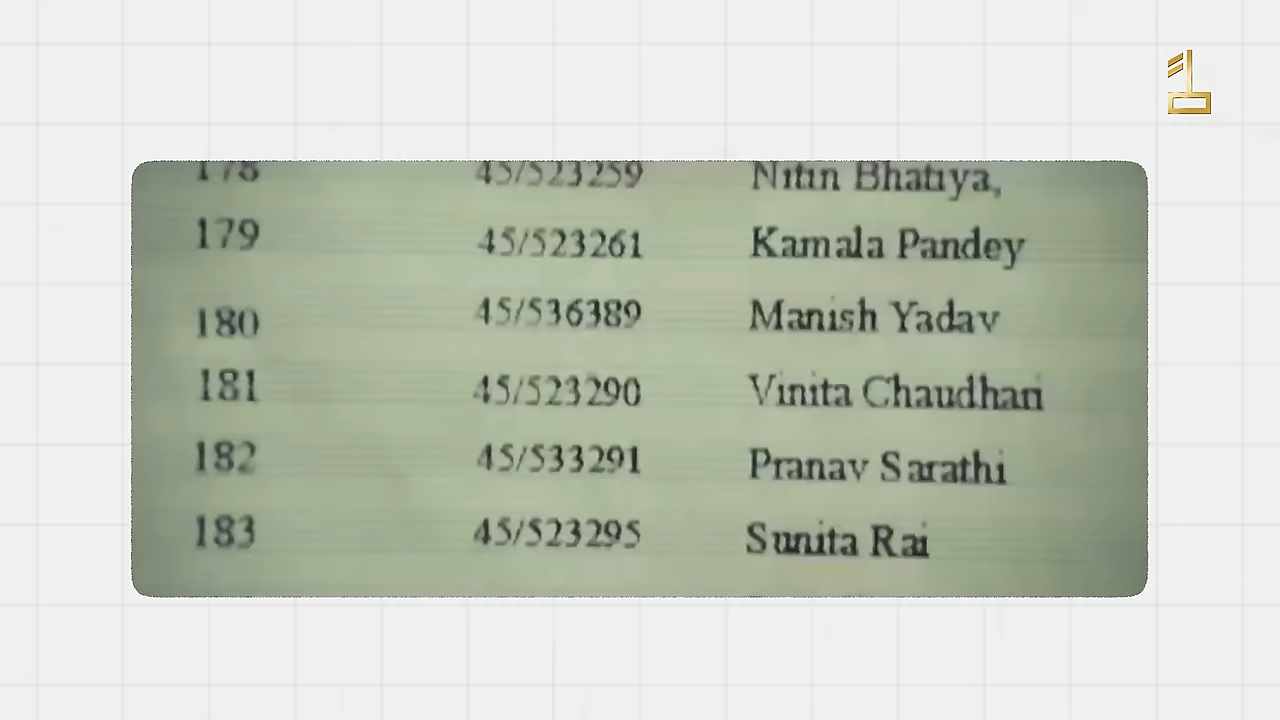 178 45/523259 Nitin Bhatiya,
179 45/523261 Kamala Pandey
180 45/536389 Manish Yadav
181 45/523290 Vinita Chaudhari
182 45/533291 Pranav Sarathi
183 45/523295 Sunita Rai